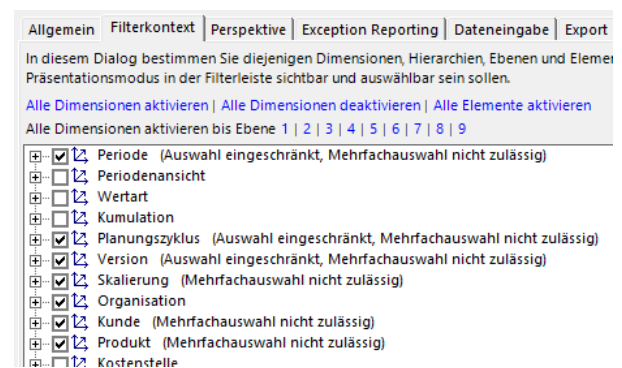 Allgemein Filterkontext Perspektive Exception Reporting Dateneingabe Export
In diesem Dialog bestimmen Sie diejenigen Dimensionen, Hierarchien, Ebenen und Elemer
Präsentationsmodus in der Filterleiste sichtbar und auswählbar sein sollen.
Alle Dimensionen aktivieren | Alle Dimensionen deaktivieren | Alle Elemente aktivieren
Alle Dimensionen aktivieren bis Ebene 1 | 2 | 3 | 4 | 5 | 6 | 7 | 8 | 9
Periode (Auswahl eingeschränkt, Mehrfachauswahl nicht zulässig)
Periodenansicht
Wertart
Kumulation
Planungszyklus (Auswahl eingeschränkt, Mehrfachauswahl nicht zulässig)
Version (Auswahl eingeschränkt, Mehrfachauswahl nicht zulässig)
Skalierung (Mehrfachauswahl nicht zulässig)
Organisation
Kunde (Mehrfachauswahl nicht zulässig)
Produkt (Mehrfachauswahl nicht zulässig)
Kostenstelle